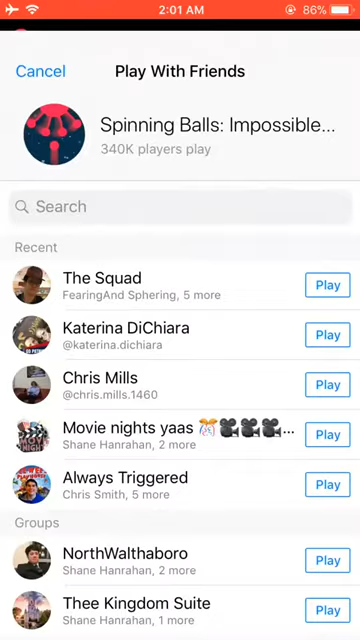 2:01 AM
86%
Cancel
Play With Friends
Spinning Balls: Impossible...
340K players play
Search
Recent
The Squad
FearingAnd Sphering, 5 more
Play
Katerina DiChiara
@katerina.dichiara
Play
Chris Mills
@chris.mills.1460
Play
Movie nights yaas 🎊🎥🎥🎥...
Shane Hanrahan, 2 more
Play
Always Triggered
Chris Smith, 5 more
Play
Groups
NorthWalthaboro
Shane Hanrahan, 2 more
Play
Thee Kingdom Suite
Shane Hanrahan, 1 more
Play